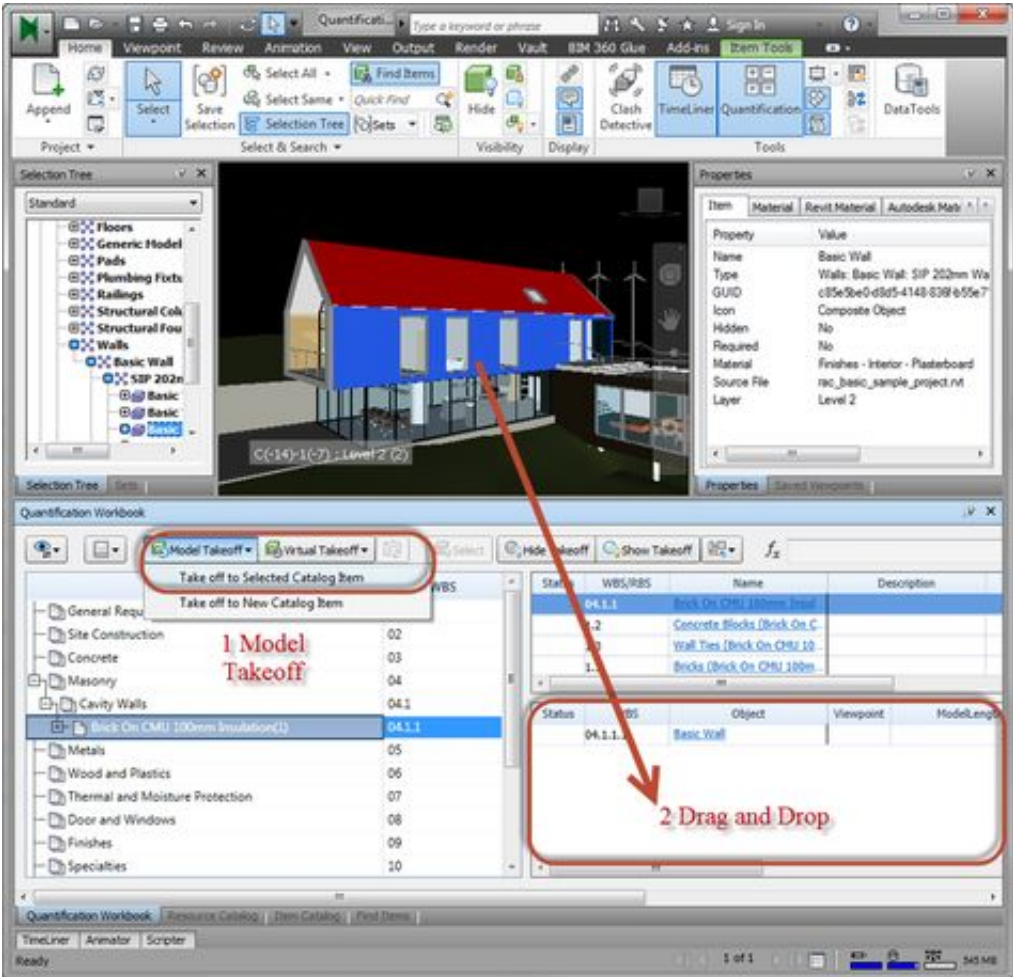 Quantificati...
Type a keyword or phrase
Sign In
Home Viewpoint Review Animation View Output Render Vault BIM 360 Glue Add-ins Item Tools
Append
Select
Save Selection
Select All
Select Same
Selection Tree
Find Items
Quick Find
Sets
Hide
Clash Detective
TimeLiner
Quantification
DataTools
Project
Select & Search
Visibility
Display
Tools
Selection Tree
Standard
Floors
Generic Model
Pads
Plumbing Fixtu
Railings
Structural Colu
Structural Fou
Walls
Basic Wall
SIP 202n
Basic
Basic
Basic
Selection Tree Sets
C(-14)-1(-7) : Level 2 (2)
Properties
Item Material Revit Material Autodesk Mate
Property Value
Name Basic Wall
Type Walls: Basic Wall: SIP 202mm Wa
GUID
Icon Composite Object
Hidden No
Required No
Material Finishes - Interior - Plasterboard
Source File rac_basic_sample_project.rvt
Layer Level 2
Properties Saved Viewpoints
Quantification Workbook
Model Takeoff Virtual Takeoff Select Hide Takeoff Show Takeoff fx
Take off to Selected Catalog Item
Take off to New Catalog Item
WBS
General Requ
Site Construction 02
Concrete 03
Masonry 04
Cavity Walls 04.1
Brick On CMU 100mm Insulation(1) 04.1.1
Metals 05
Wood and Plastics 06
Thermal and Moisture Protection 07
Door and Windows 08
Finishes 09
Specialties 10
1 Model
Takeoff
Status WBS/RBS Name Description
04.1.1 Brick On CMU 100mm Insul
1.2 Concrete Blocks (Brick On C
Wall Ties (Brick On CMU 10
Bricks (Brick On CMU 100m
Status Object Viewpoint ModelLength
04.1.1.1 Basic Wall
2 Drag and Drop
Quantification Workbook Resource Catalog Item Catalog Find Items
TimeLiner Animator Scripter
Ready
1 of 1
545 MB